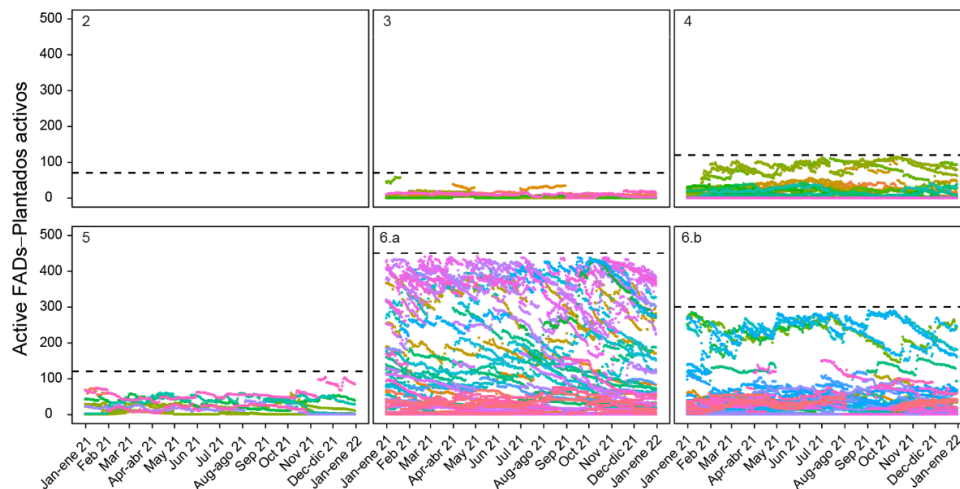 Active FADs–Plantados activos
2
3
4
500
400
300
200
100
0
5
6.a
6.b
500
400
300
200
100
0
Jan-ene 21
Feb 21
Mar 21
Apr-abr 21
May 21
Jun 21
Jul 21
Aug-ago 21
Sep 21
Oct 21
Nov 21
Dec-dic 21
Jan-ene 22
Jan-ene 21
Feb 21
Mar 21
Apr-abr 21
May 21
Jun 21
Jul 21
Aug-ago 21
Sep 21
Oct 21
Nov 21
Dec-dic 21
Jan-ene 22
Jan-ene 21
Feb 21
Mar 21
Apr-abr 21
May 21
Jun 21
Jul 21
Aug-ago 21
Sep 21
Oct 21
Nov 21
Dec-dic 21
Jan-ene 22